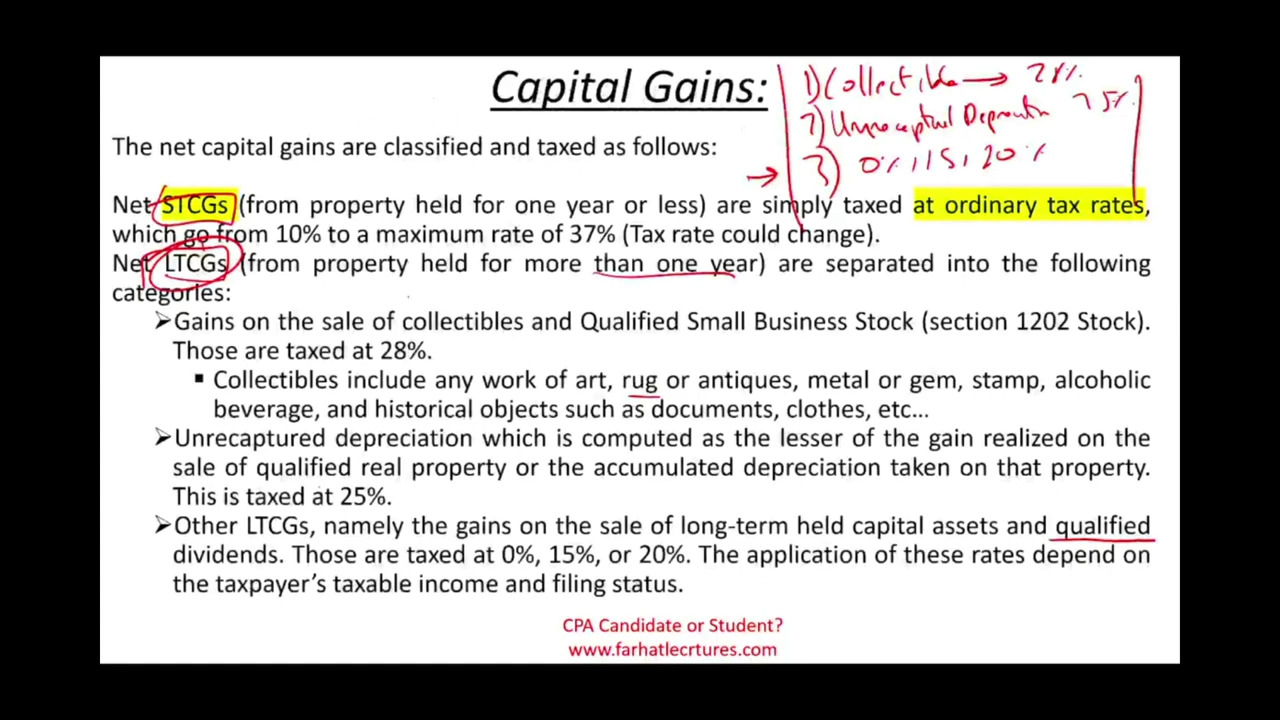 Capital Gains:
1) Collectible → 28%
2) Unrecaptured Depreciation 25%
3) 0%, 15, 20%
The net capital gains are classified and taxed as follows:
Net STCGs (from property held for one year or less) are simply taxed at ordinary tax rates,
which go from 10% to a maximum rate of 37% (Tax rate could change).
Net LTCGs (from property held for more than one year) are separated into the following
categories:
➤Gains on the sale of collectibles and Qualified Small Business Stock (section 1202 Stock).
Those are taxed at 28%.
▪ Collectibles include any work of art, rug or antiques, metal or gem, stamp, alcoholic
beverage, and historical objects such as documents, clothes, etc…
➤Unrecaptured depreciation which is computed as the lesser of the gain realized on the
sale of qualified real property or the accumulated depreciation taken on that property.
This is taxed at 25%.
➤Other LTCGs, namely the gains on the sale of long-term held capital assets and qualified
dividends. Those are taxed at 0%, 15%, or 20%. The application of these rates depend on
the taxpayer’s taxable income and filing status.
CPA Candidate or Student?
www.farhatlecrtures.com